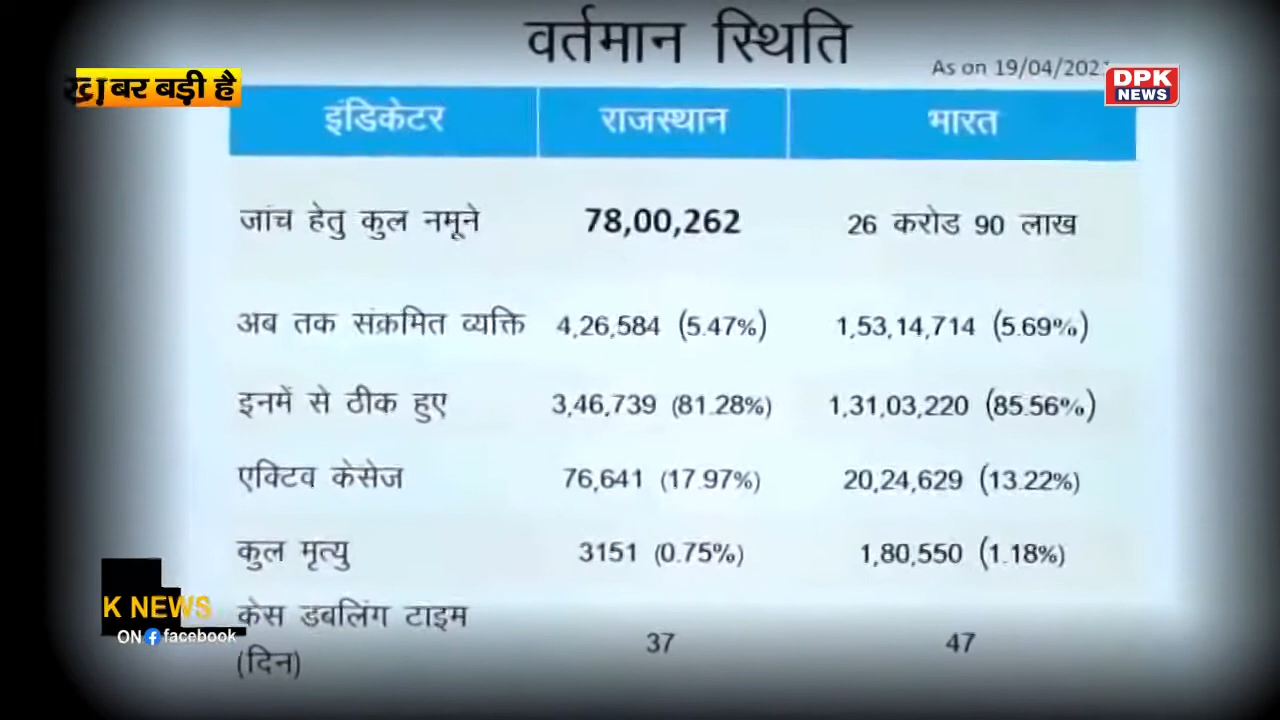 वर्तमान स्थिति
As on 19/04/2021
खबर बड़ी है
DPK
NEWS
इंडिकेटर राजस्थान भारत
जांच हेतु कुल नमूने 78,00,262 26 करोड 90 लाख
अब तक संक्रमित व्यक्ति 4,26,584 (5.47%) 1,53,14,714 (5.69%)
इनमें से ठीक हुए 3,46,739 (81.28%) 1,31,03,220 (85.56%)
एक्टिव केसेज 76,641 (17.97%) 20,24,629 (13.22%)
कुल मृत्यु 3151 (0.75%) 1,80,550 (1.18%)
केस डबलिंग टाइम
(दिन) 37 47
K NEWS
ON facebook